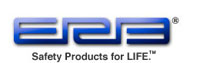 ERB®
Safety Products for LIFE.™